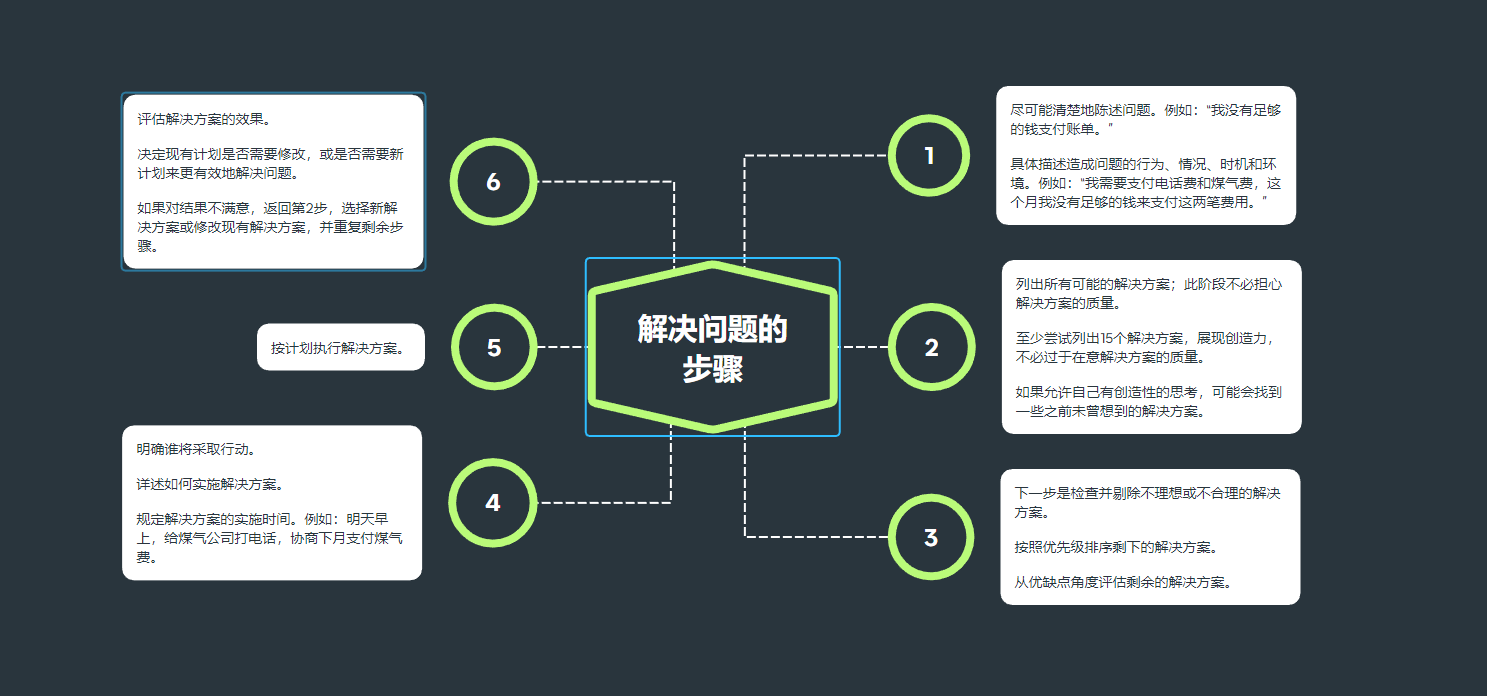 解决问题的
步骤
1
尽可能清楚地陈述问题。例如：“我没有足够
的钱支付账单。”
具体描述造成问题的行为、情况、时机和环
境。例如：“我需要支付电话费和煤气费，这
个月我没有足够的钱来支付这两笔费用。”
2
列出所有可能的解决方案；此阶段不必担心
解决方案的质量。
至少尝试列出15个解决方案，展现创造力，
不必过于在意解决方案的质量。
如果允许自己有创造性的思考，可能会找到
一些之前未曾想到的解决方案。
3
下一步是检查并剔除不理想或不合理的解决
方案。
按照优先级排序剩下的解决方案。
从优缺点角度评估剩余的解决方案。
4
明确谁将采取行动。
详述如何实施解决方案。
规定解决方案的实施时间。例如：明天早
上，给煤气公司打电话，协商下月支付煤气
费。
5
按计划执行解决方案。
6
评估解决方案的效果。
决定现有计划是否需要修改，或是否需要新
计划来更有效地解决问题。
如果对结果不满意，返回第2步，选择新解
决方案或修改现有解决方案，并重复剩余步
骤。